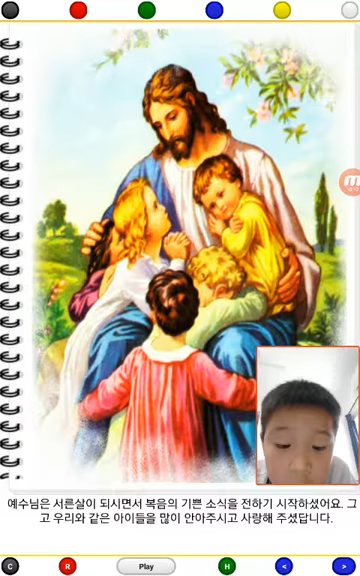 예수님은 서른살이 되시면서 복음의 기쁜 소식을 전하기 시작하셨어요. 그리
고 우리와 같은 아이들을 많이 안아주시고 사랑해 주셨답니다.
C R Play H < >